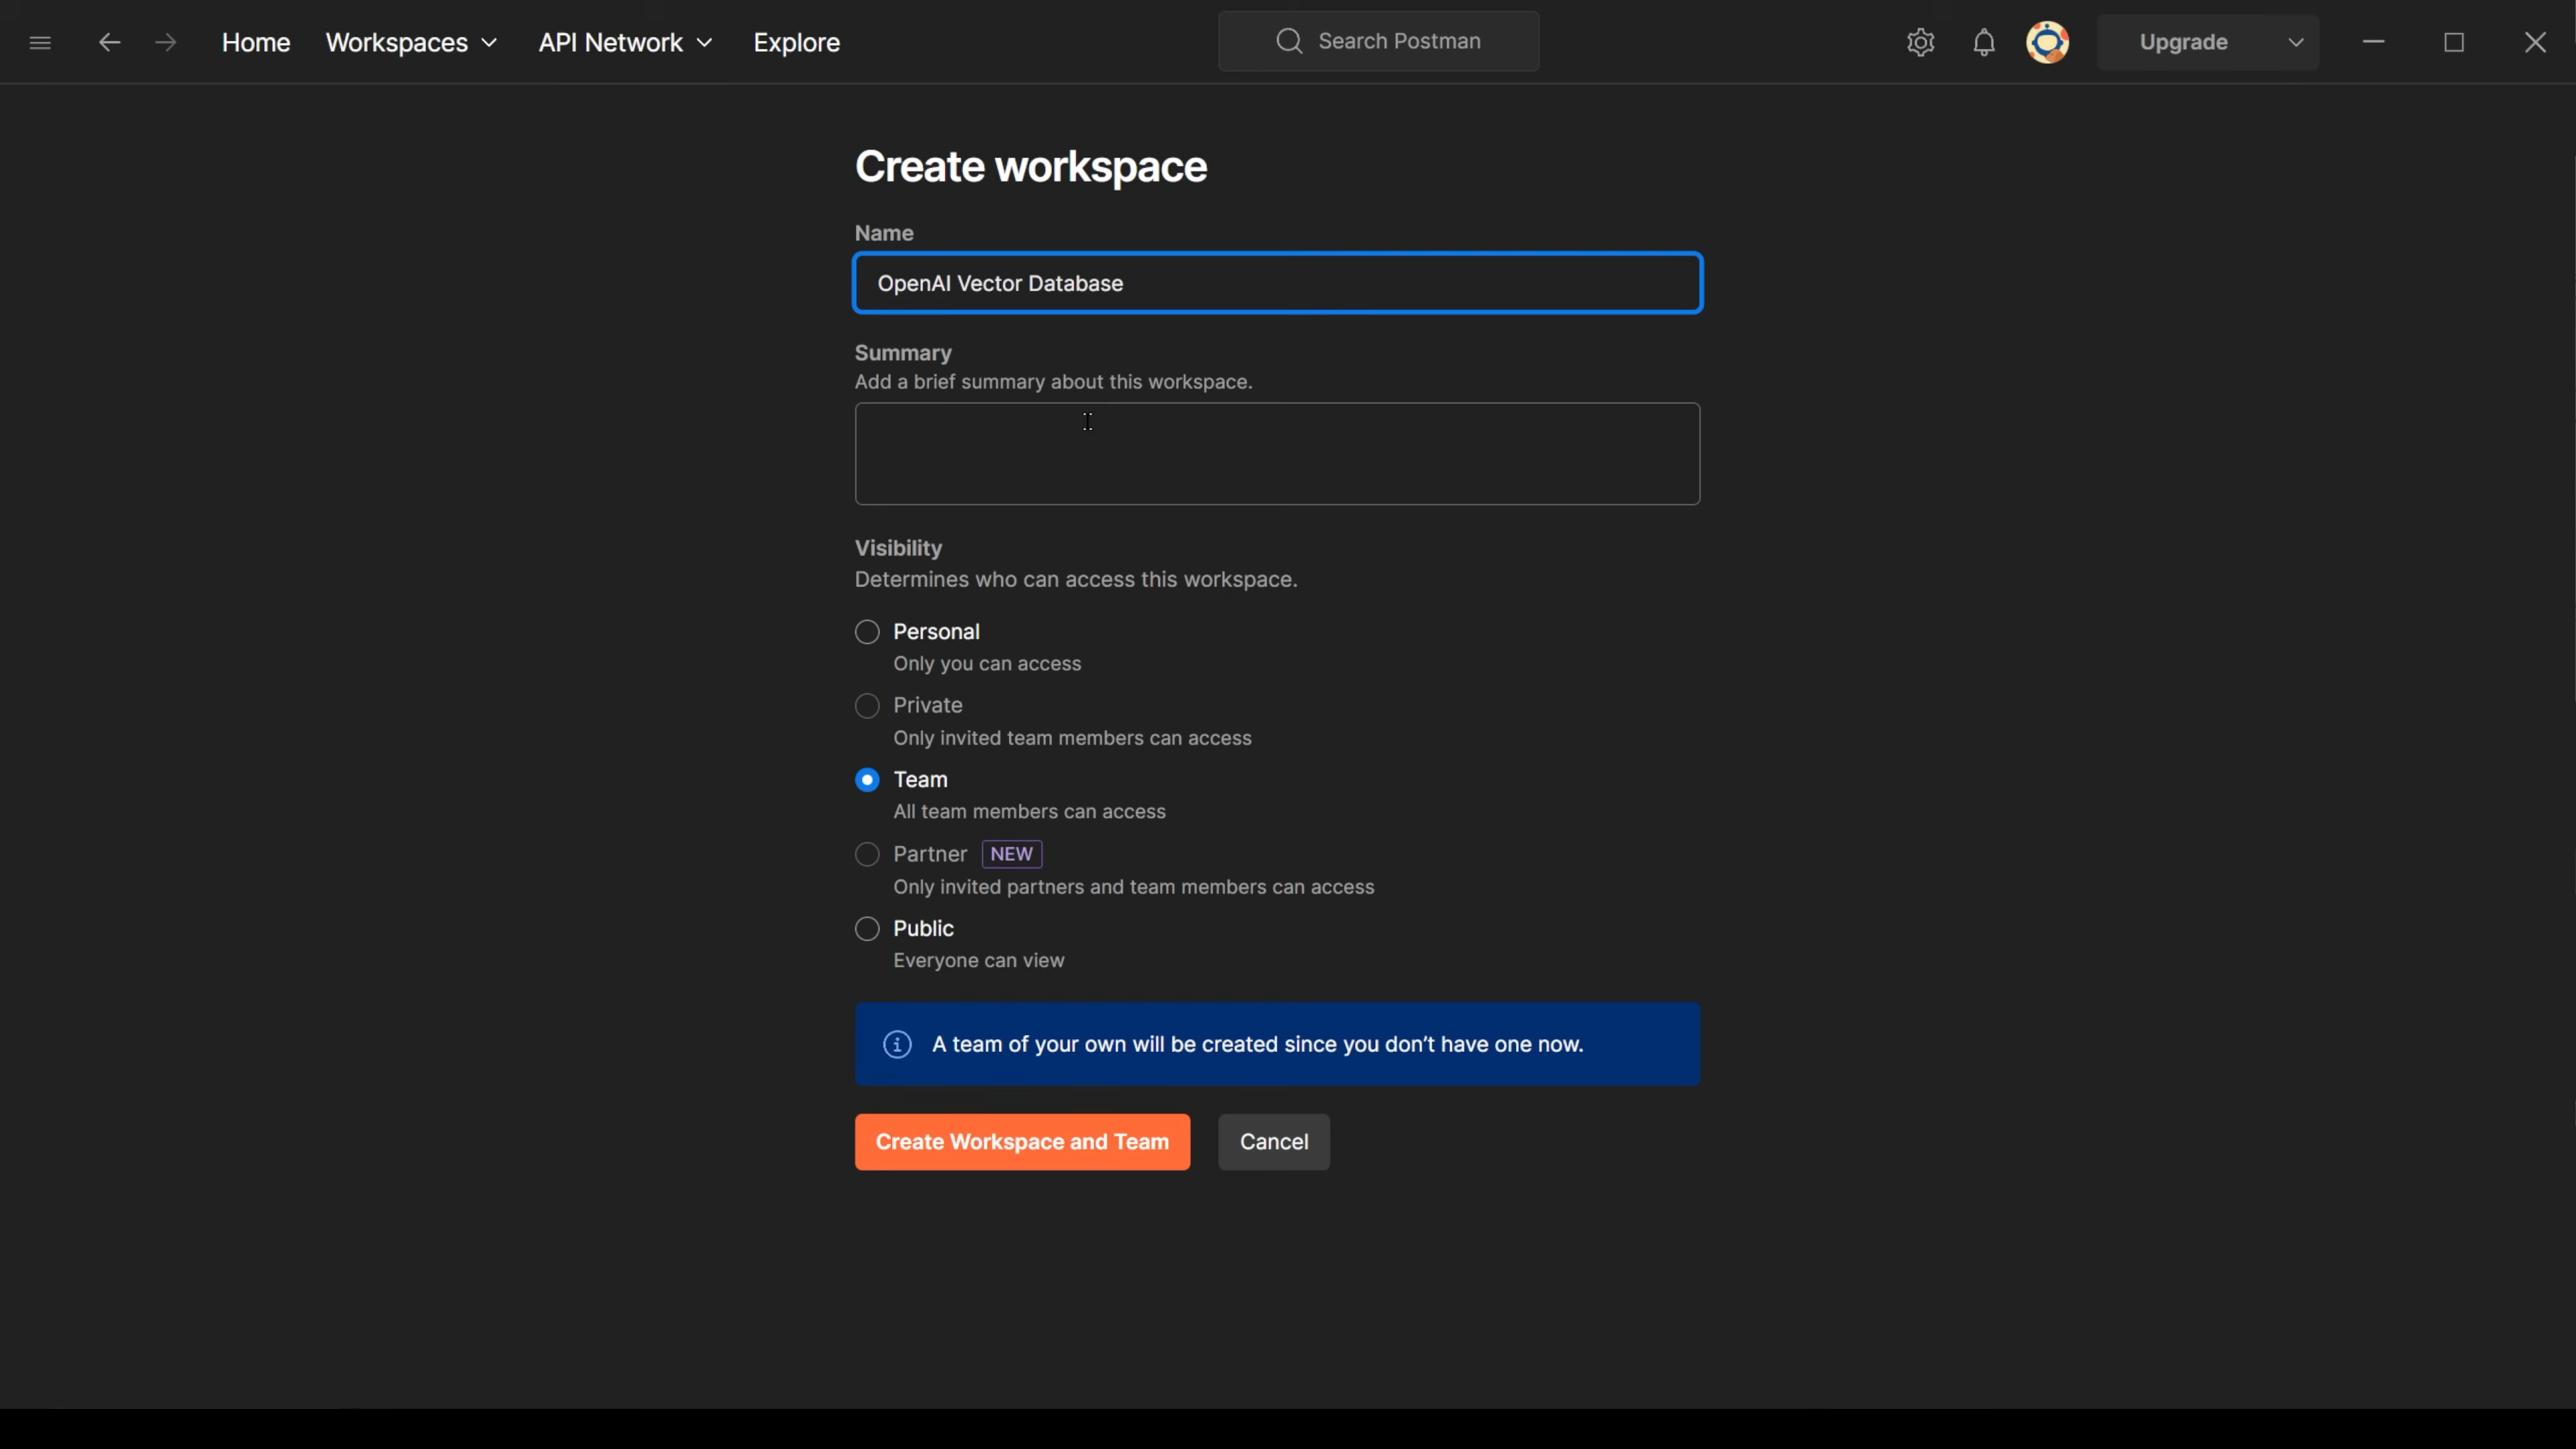 Home Workspaces API Network Explore Search Postman Upgrade
Create workspace
Name
OpenAI Vector Database
Summary
Add a brief summary about this workspace.
Visibility
Determines who can access this workspace.
Personal
Only you can access
Private
Only invited team members can access
Team
All team members can access
Partner NEW
Only invited partners and team members can access
Public
Everyone can view
A team of your own will be created since you don't have one now.
Create Workspace and Team Cancel